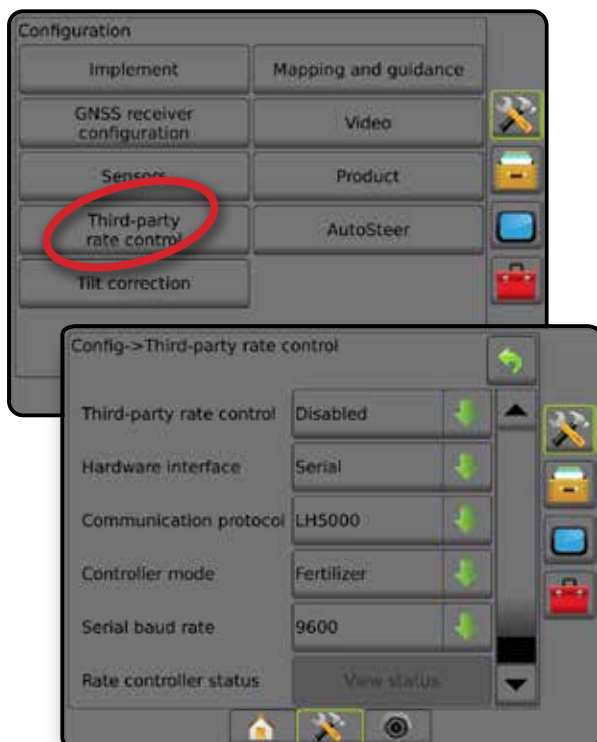 Configuration
Implement
Mapping and guidance
GNSS receiver
configuration
Video
Sensors
Product
Third-party
rate control
AutoSteer
Tilt correction
Config->Third-party rate control
Third-party rate control Disabled
Hardware interface Serial
Communication protocol LH5000
Controller mode Fertilizer
Serial baud rate 9600
Rate controller status View status